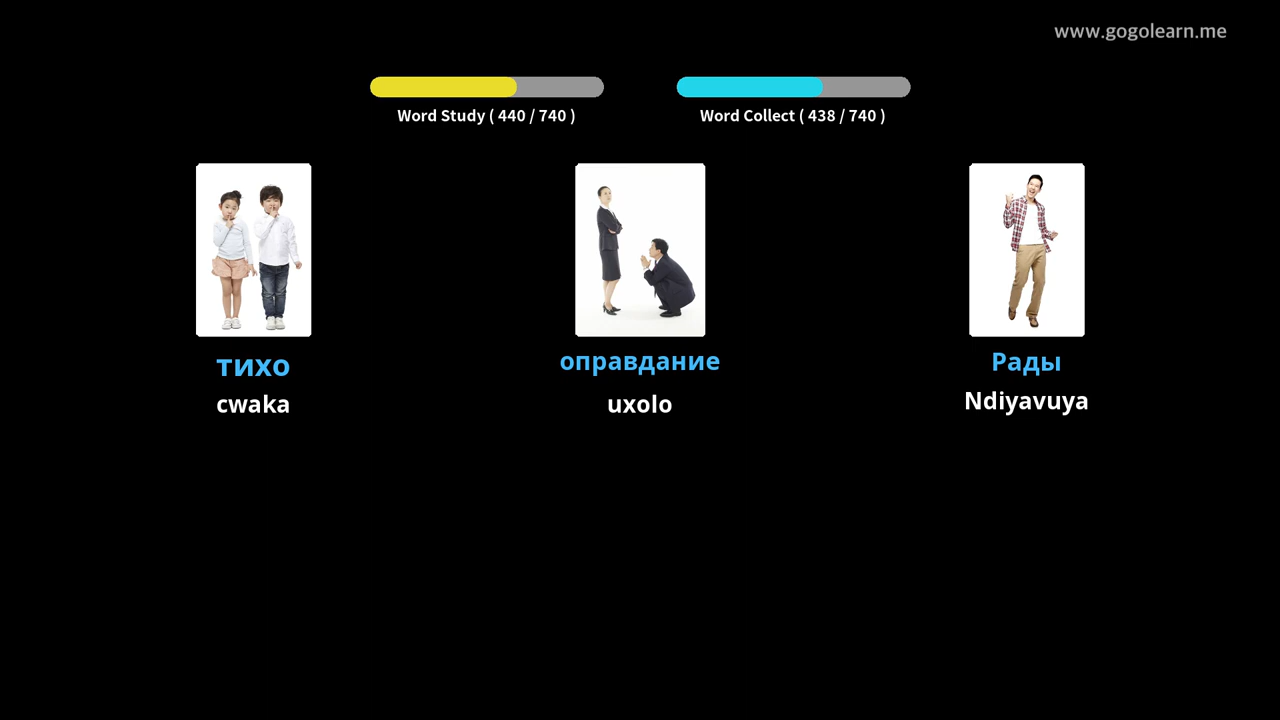 www.gogolearn.me
Word Study ( 440 / 740 )
Word Collect ( 438 / 740 )
тихо
cwaka
оправдание
uxolo
Рады
Ndiyavuya